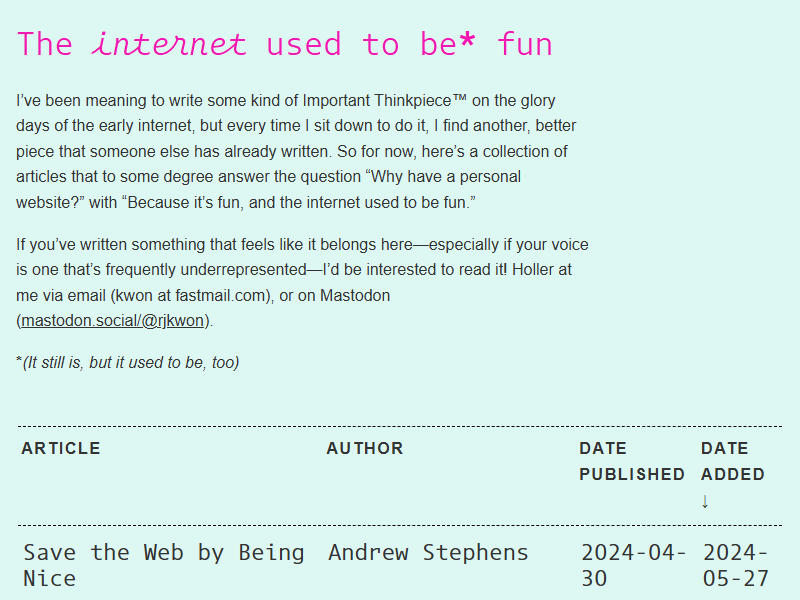 The internet used to be* fun
I’ve been meaning to write some kind of Important Thinkpiece™ on the glory
days of the early internet, but every time I sit down to do it, I find another, better
piece that someone else has already written. So for now, here’s a collection of
articles that to some degree answer the question “Why have a personal
website?” with “Because it’s fun, and the internet used to be fun.”
If you’ve written something that feels like it belongs here—especially if your voice
is one that’s frequently underrepresented—I’d be interested to read it! Holler at
me via email (kwon at fastmail.com), or on Mastodon
(mastodon.social/@rjkwon).
*(It still is, but it used to be, too)
ARTICLE AUTHOR DATE DATE
PUBLISHED ADDED
↓
Save the Web by Being Andrew Stephens 2024-04- 2024-
Nice 30 05-27